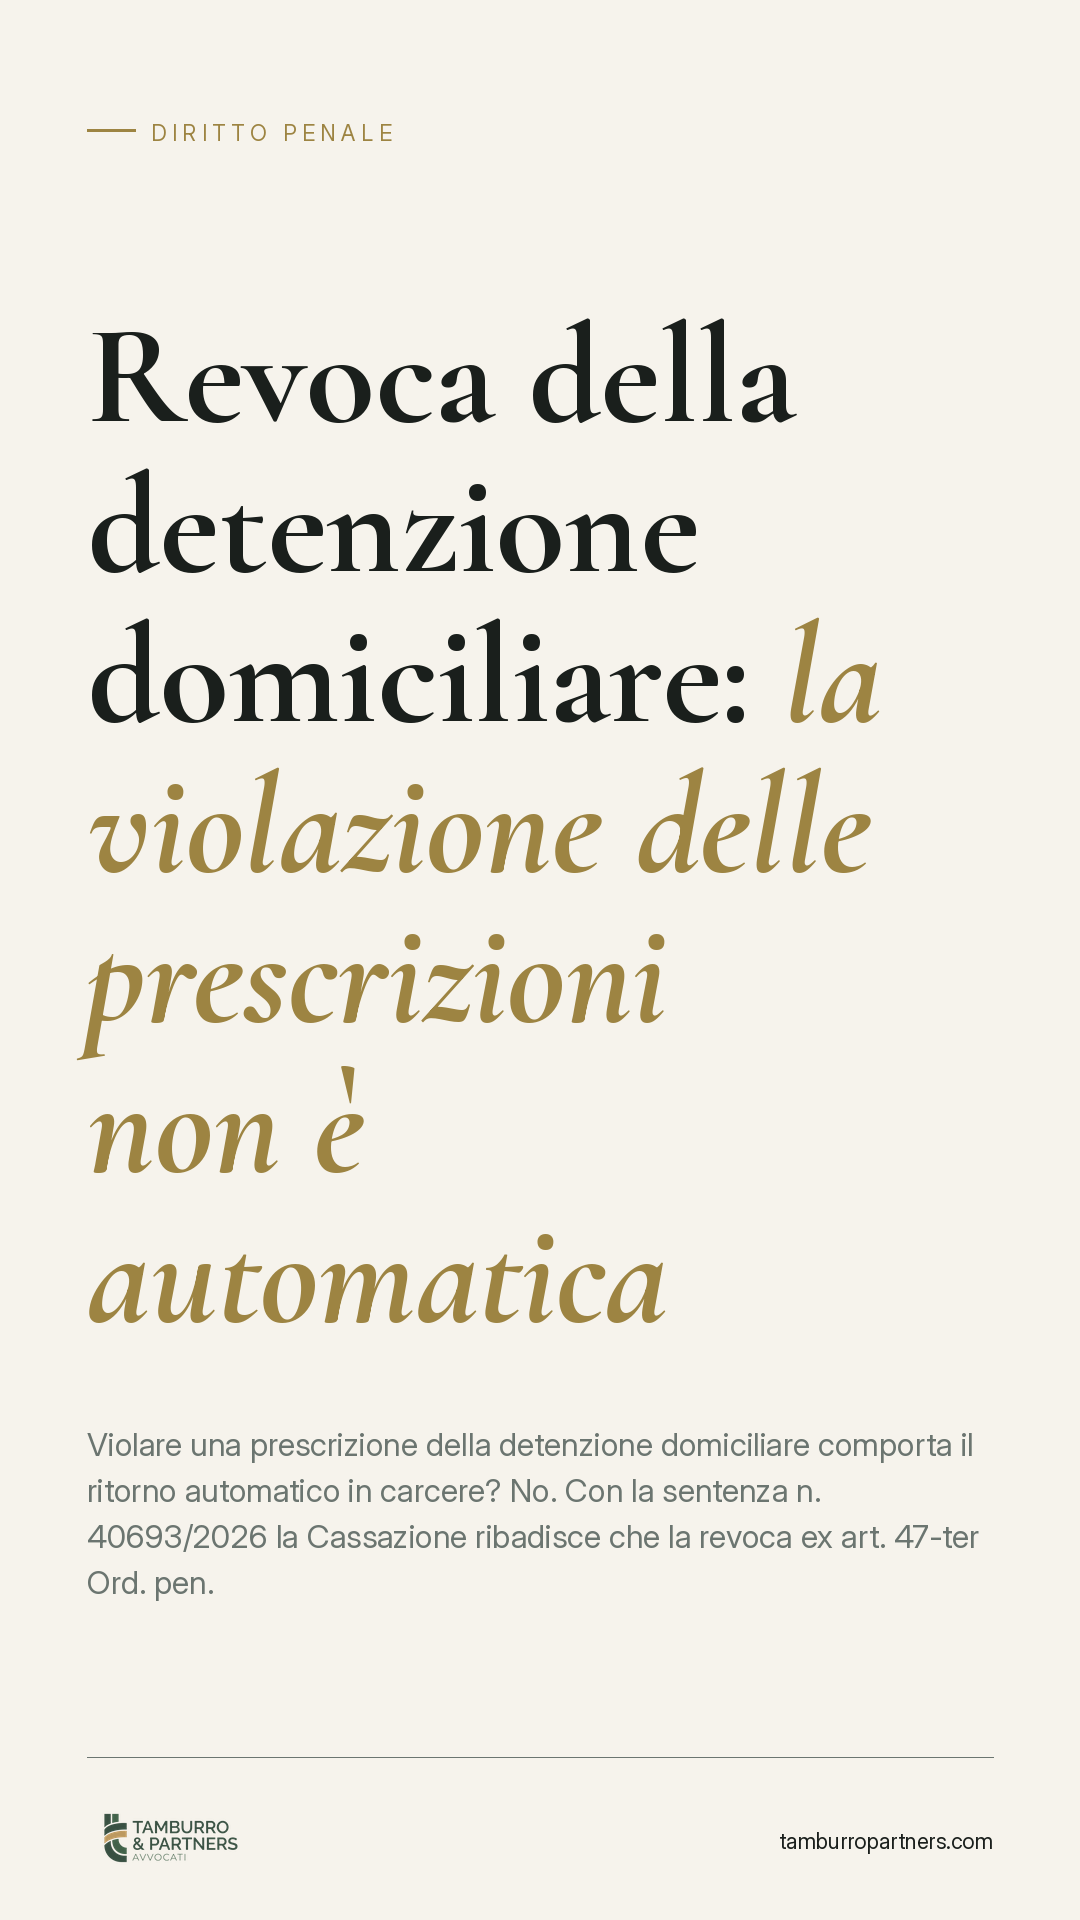 DIRITTO PENALE
Revoca della
detenzione
domiciliare: la
violazione delle
prescrizioni
non è
automatica
Violare una prescrizione della detenzione domiciliare comporta il
ritorno automatico in carcere? No. Con la sentenza n.
40693/2026 la Cassazione ribadisce che la revoca ex art. 47-ter
Ord. pen.
TAMBURRO
& PARTNERS
AVVOCATI
tamburropartners.com